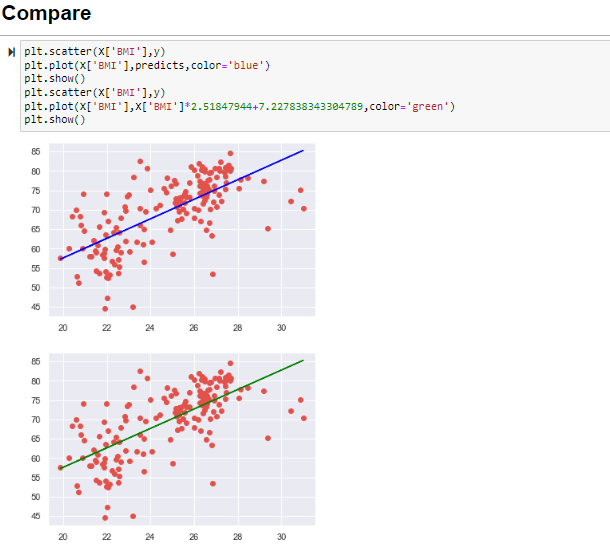 Compare
plt.scatter(X['BMI'],y)
plt.plot(X['BMI'],predicts,color='blue')
plt.show()
plt.scatter(X['BMI'],y)
plt.plot(X['BMI'],X['BMI']*2.51847944+7.227838343304789,color='green')
plt.show()
85
80
75
70
65
60
55
50
45
20 22 24 26 28 30
85
80
75
70
65
60
55
50
45
20 22 24 26 28 30